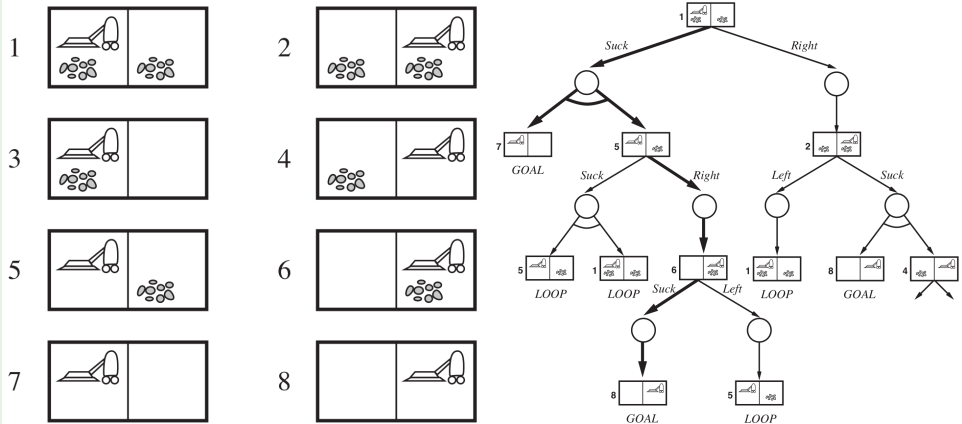 1 2
3 4
5 6
7 8
1
Suck Right
7 5 2
GOAL
Suck Right Left Suck
5 1 6 1 8 4
LOOP LOOP LOOP GOAL
Suck Left
8 5
GOAL LOOP